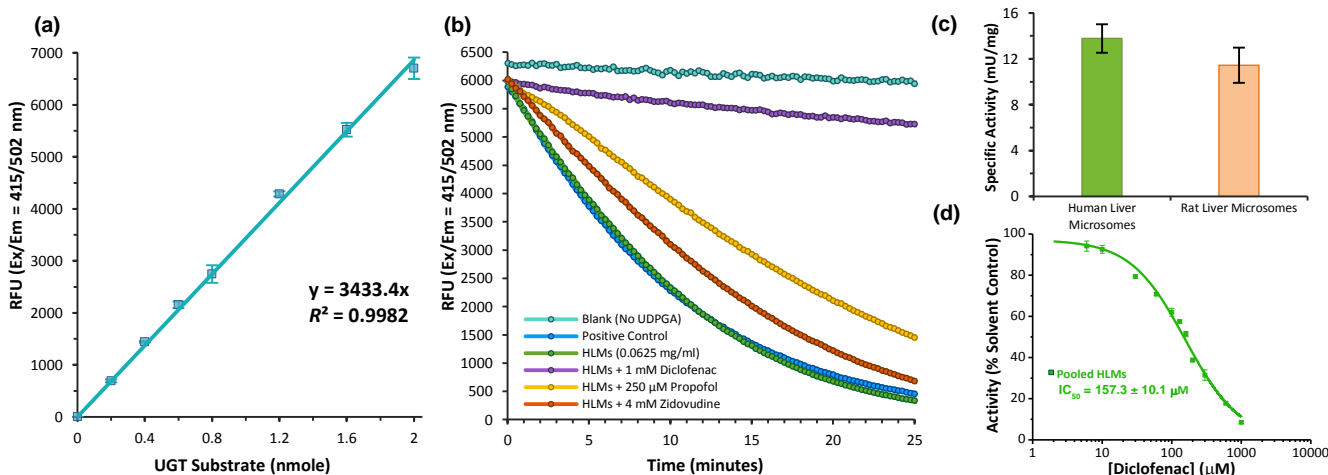 (a)
RFU (Ex/Em = 415/502 nm)
7000
6000
5000
4000
3000
2000
1000
0
y = 3433.4x
R² = 0.9982
0
0.4
0.8
1.2
1.6
2
UGT Substrate (nmole)
(b)
RFU (Ex/Em = 415/502 nm)
6500
6000
5500
5000
4500
4000
3500
3000
2500
2000
1500
1000
500
0
Blank (No UDPGA)
Positive Control
HLMs (0.0625 mg/ml)
HLMs + 1 mM Diclofenac
HLMs + 250 µM Propofol
HLMs + 4 mM Zidovudine
0
5
10
15
20
25
Time (minutes)
(c)
Specific Activity (mU/mg)
16
12
8
4
0
Human Liver
Microsomes
Rat Liver Microsomes
(d)
Activity (% Solvent Control)
100
80
60
40
20
0
Pooled HLMs
IC50 = 157.3 ± 10.1 µM
1
10
100
1000
10000
[Diclofenac] (µM)